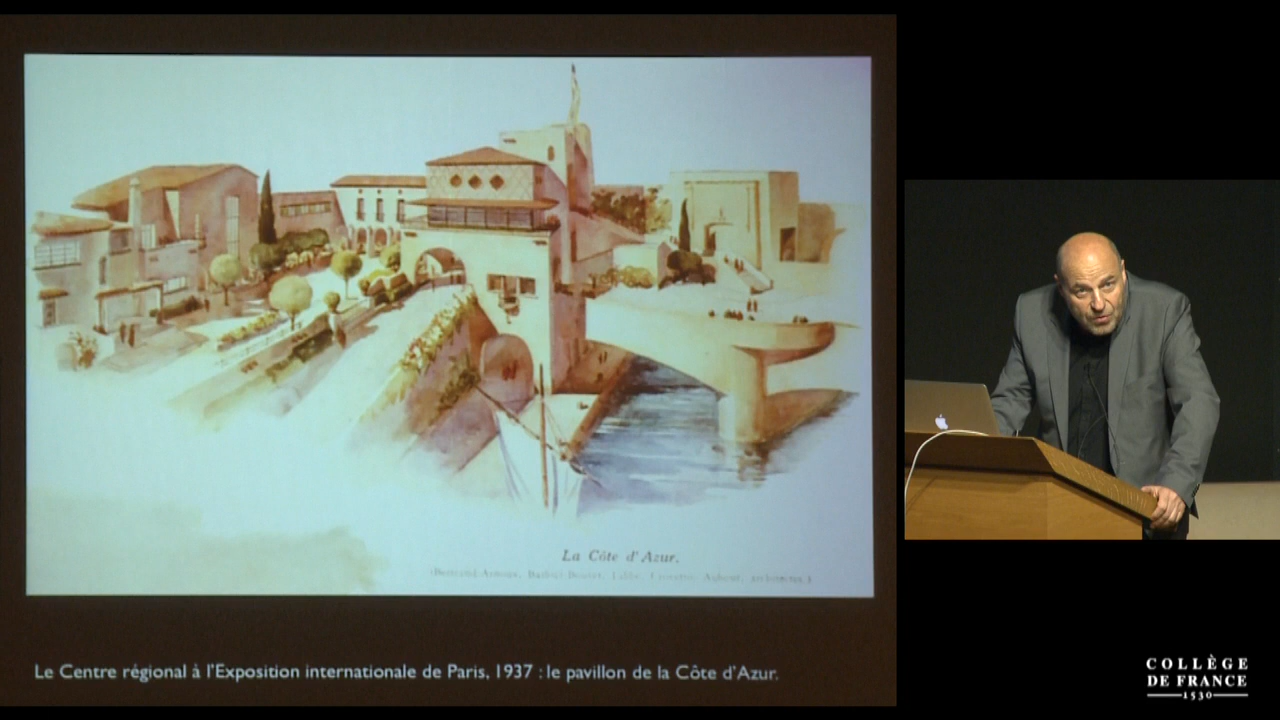 La Côte d'Azur.
architectes.)
Le Centre régional à l'Exposition internationale de Paris, 1937 : le pavillon de la Côte d'Azur.
COLLÈGE
DE FRANCE
1530